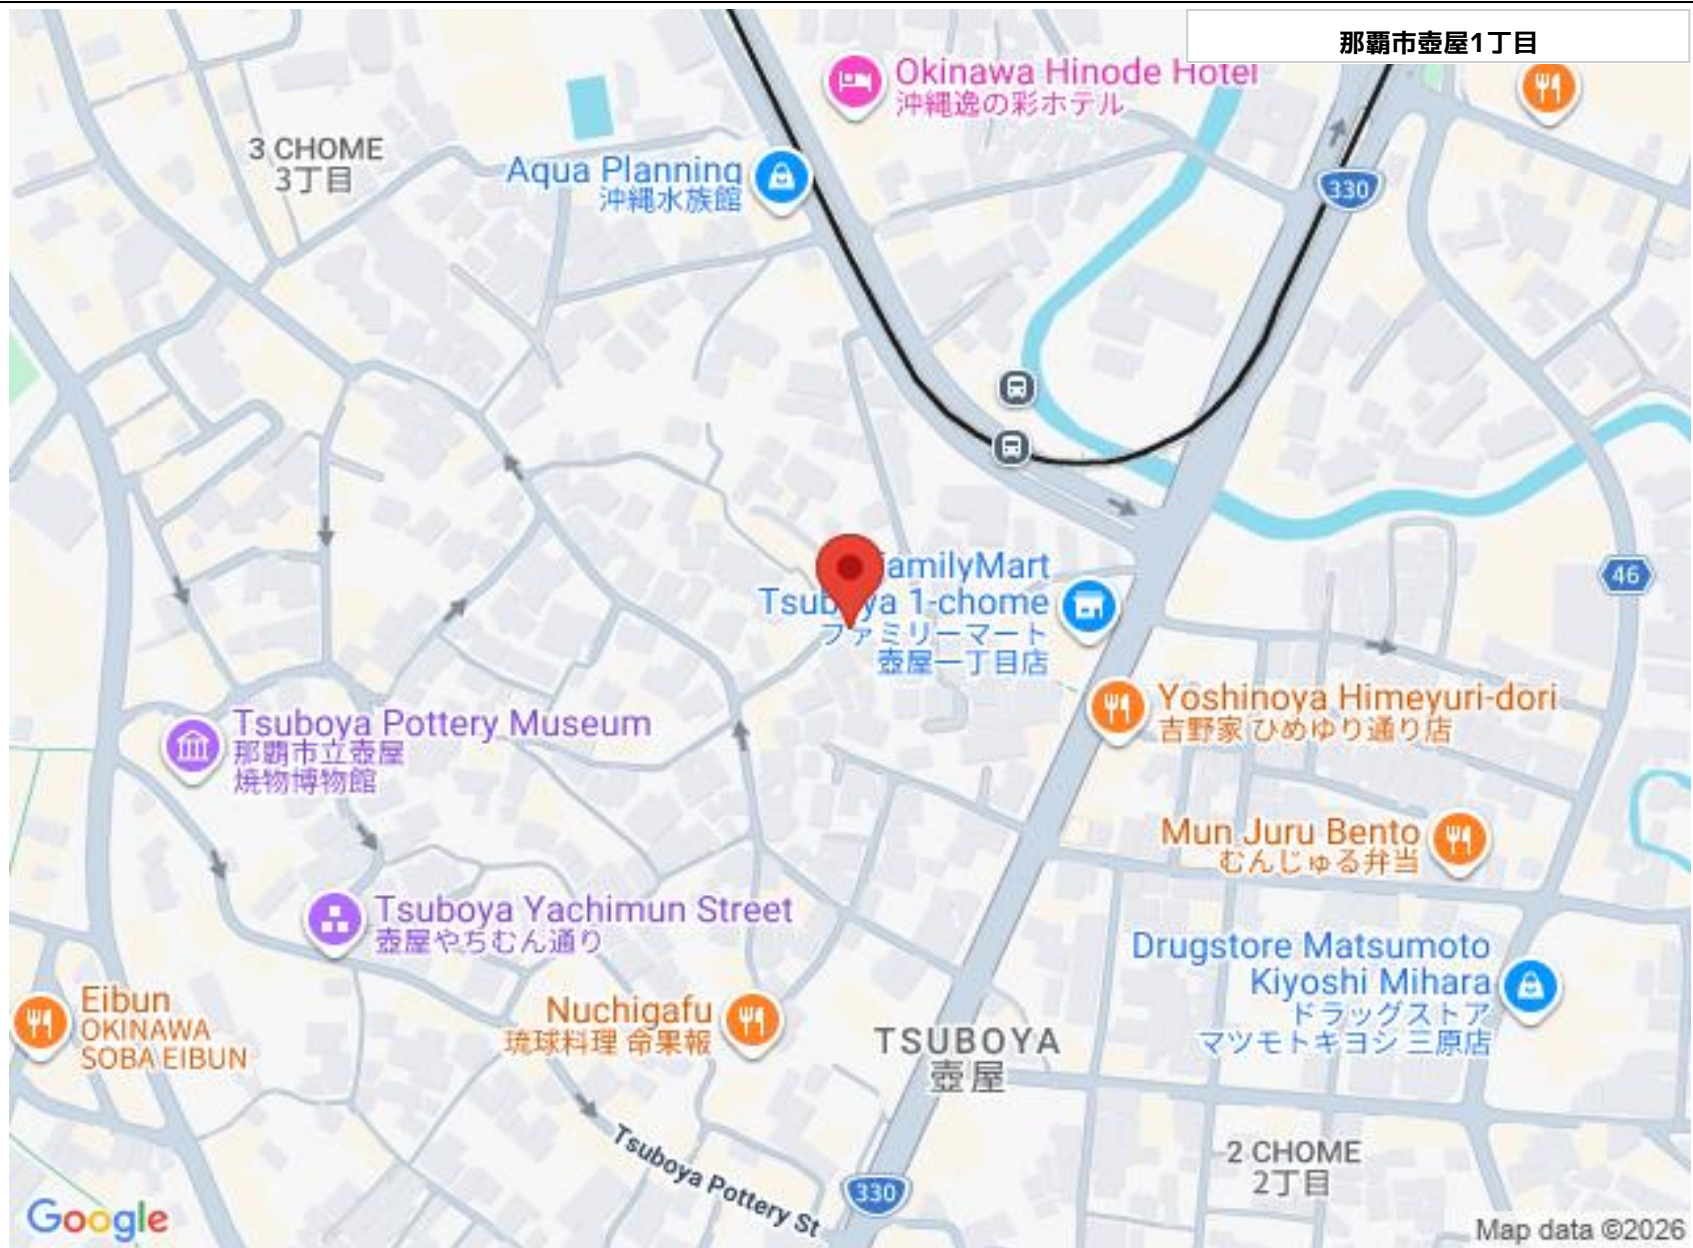 那覇市壺屋1丁目
Okinawa Hinode Hotel
沖縄逸の彩ホテル
3 CHOME
3丁目
Aqua Planning
沖縄水族館
330
46
amilyMart
Tsuboya 1-chome
ファミリーマート
壺屋一丁目店
Yoshinoya Himeyuri-dori
吉野家 ひめゆり通り店
Tsuboya Pottery Museum
那覇市立壺屋
焼物博物館
Mun Juru Bento
むんじゅる弁当
Tsuboya Yachimun Street
壺屋やちむん通り
Drugstore Matsumoto
Kiyoshi Mihara
ドラッグストア
マツモトキヨシ 三原店
Eibun
OKINAWA
SOBA EIBUN
Nuchigafu
琉球料理 命果報
TSUBOYA
壺屋
2 CHOME
2丁目
Tsuboya Pottery St
330
Google
Map data ©2026